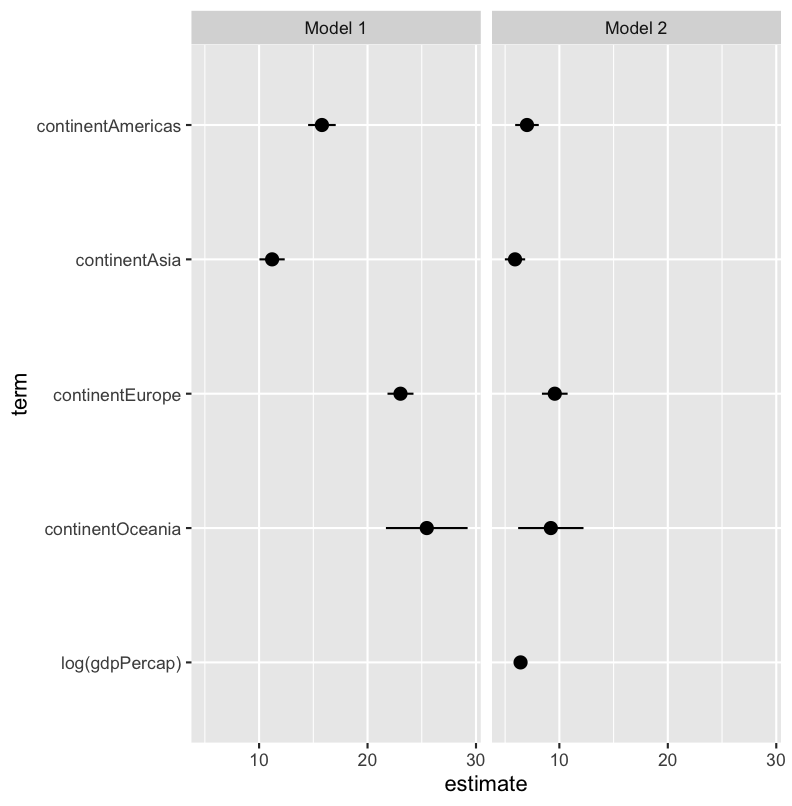 Model 1
Model 2
continentAmericas
continentAsia
continentEurope
continentOceania
log(gdpPercap)
term
10 20 30
10 20 30
estimate